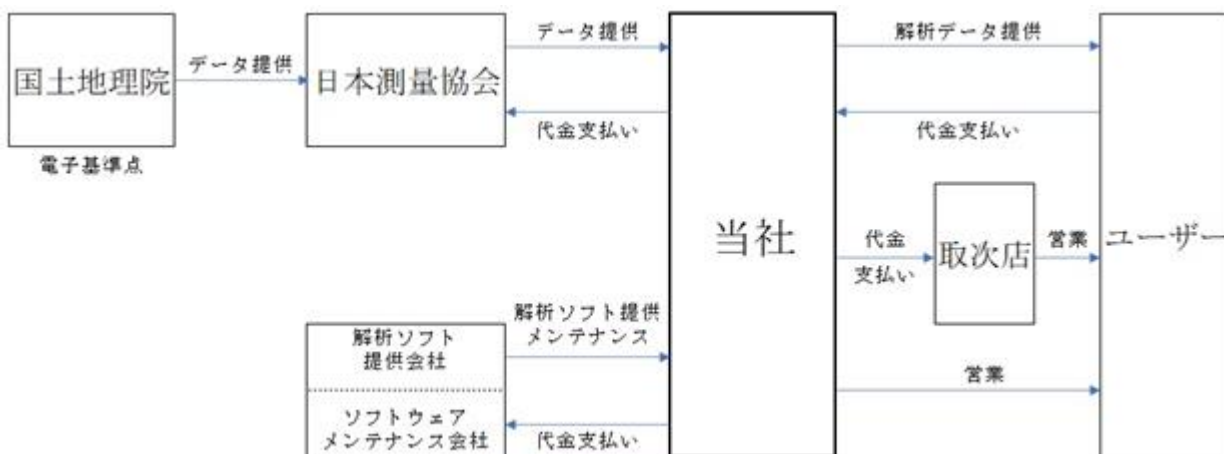 国土地理院
電子基準点
データ提供
日本測量協会
データ提供
代金支払い
解析ソフト
提供会社
ソフトウェア
メンテナンス会社
解析ソフト提供
メンテナンス
代金支払い
当社
解析データ提供
代金支払い
代金
支払い
取次店
営業
営業
ユーザー